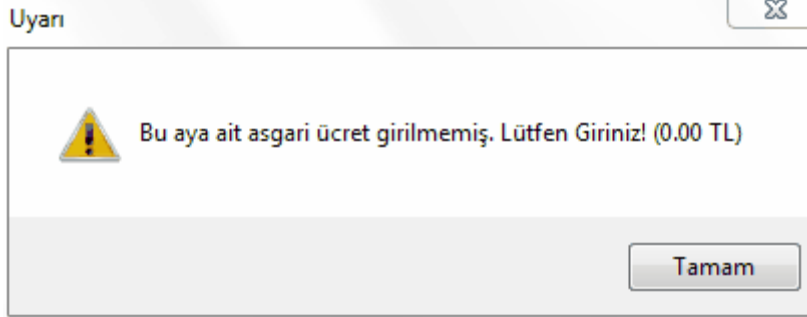 Uyarı
Bu aya ait asgari ücret girilmemiş. Lütfen Giriniz! (0.00 TL)
Tamam